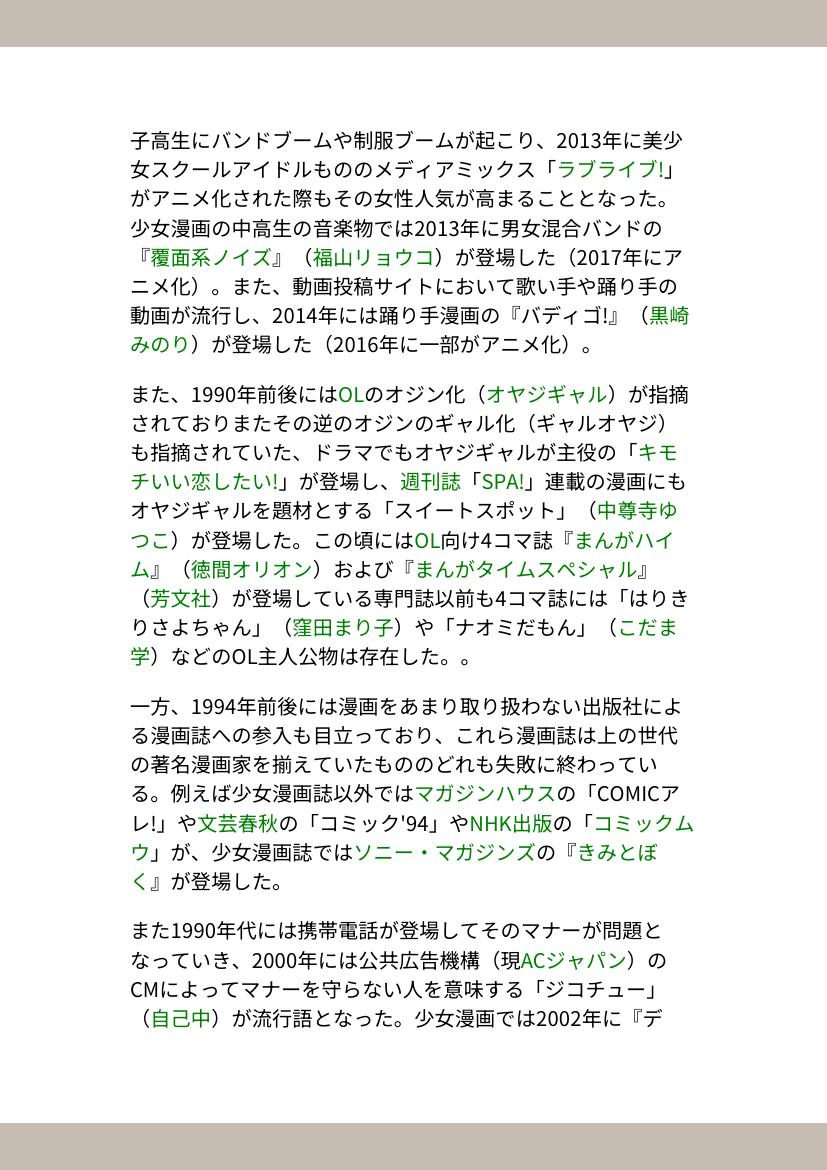 子高生にバンドブームや制服ブームが起こり、2013年に美少
女スクールアイドルもののメディアミックス「ラブライブ!」
がアニメ化された際もその女性人気が高まることとなった。
少女漫画の中高生の音楽物では2013年に男女混合バンドの
『覆面系ノイズ』（福山リョウコ）が登場した（2017年にア
ニメ化）。また、動画投稿サイトにおいて歌い手や踊り手の
動画が流行し、2014年には踊り手漫画の『バディゴ!』（黒崎
みのり）が登場した（2016年に一部がアニメ化）。
また、1990年前後にはOLのオジン化（オヤジギャル）が指摘
されておりまたその逆のオジンのギャル化（ギャルオヤジ）
も指摘されていた、ドラマでもオヤジギャルが主役の「キモ
チいい恋したい!」が登場し、週刊誌「SPA!」連載の漫画にも
オヤジギャルを題材とする「スイートスポット」（中尊寺ゆ
つこ）が登場した。この頃にはOL向け4コマ誌『まんがハイ
ム』（徳間オリオン）および『まんがタイムスペシャル』
（芳文社）が登場している専門誌以前も4コマ誌には「はりき
りさよちゃん」（窪田まり子）や「ナオミだもん」（こだま
学）などのOL主人公物は存在した。。
一方、1994年前後には漫画をあまり取り扱わない出版社によ
る漫画誌への参入も目立っており、これら漫画誌は上の世代
の著名漫画家を揃えていたもののどれも失敗に終わってい
る。例えば少女漫画誌以外ではマガジンハウスの「COMICア
レ!」や文芸春秋の「コミック'94」やNHK出版の「コミックム
ウ」が、少女漫画誌ではソニー・マガジンズの『きみとぼ
く』が登場した。
また1990年代には携帯電話が登場してそのマナーが問題と
なっていき、2000年には公共広告機構（現ACジャパン）の
CMによってマナーを守らない人を意味する「ジコチュー」
（自己中）が流行語となった。少女漫画では2002年に『デ